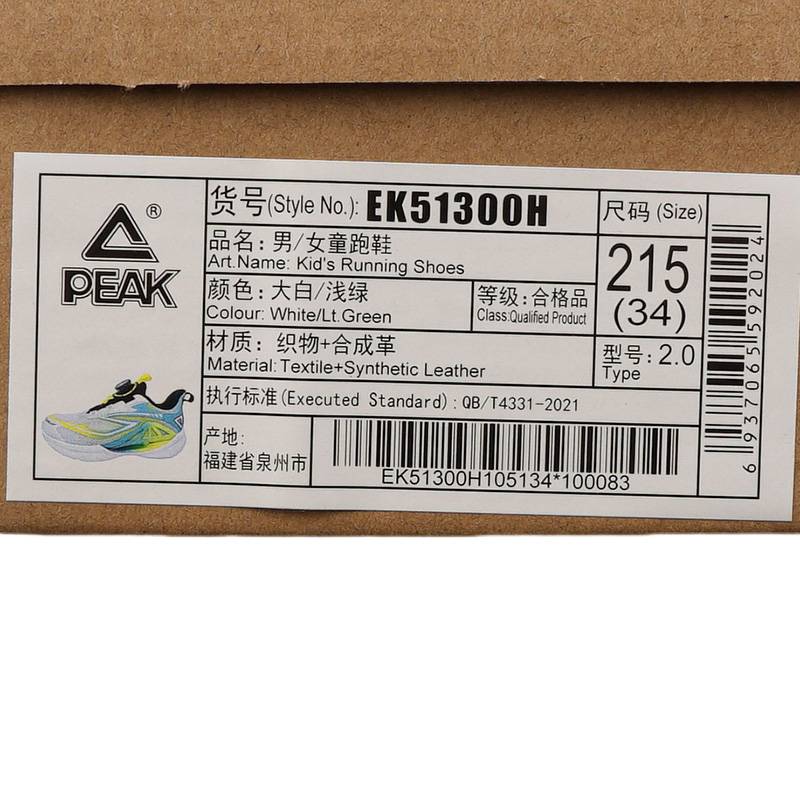 ®
PEAK
货号(Style No.): EK51300H
品名: 男/女童跑鞋
Art.Name: Kid's Running Shoes
颜色: 大白/浅绿
Colour: White/Lt.Green
等级: 合格品
Class:Qualified Product
材质: 织物+合成革
Material: Textile+Synthetic Leather
尺码 (Size)
215
(34)
型号: 2.0
Type
执行标准(Executed Standard): QB/T4331-2021
产地:
福建省泉州市
EK51300H105134*100083
6937065592024